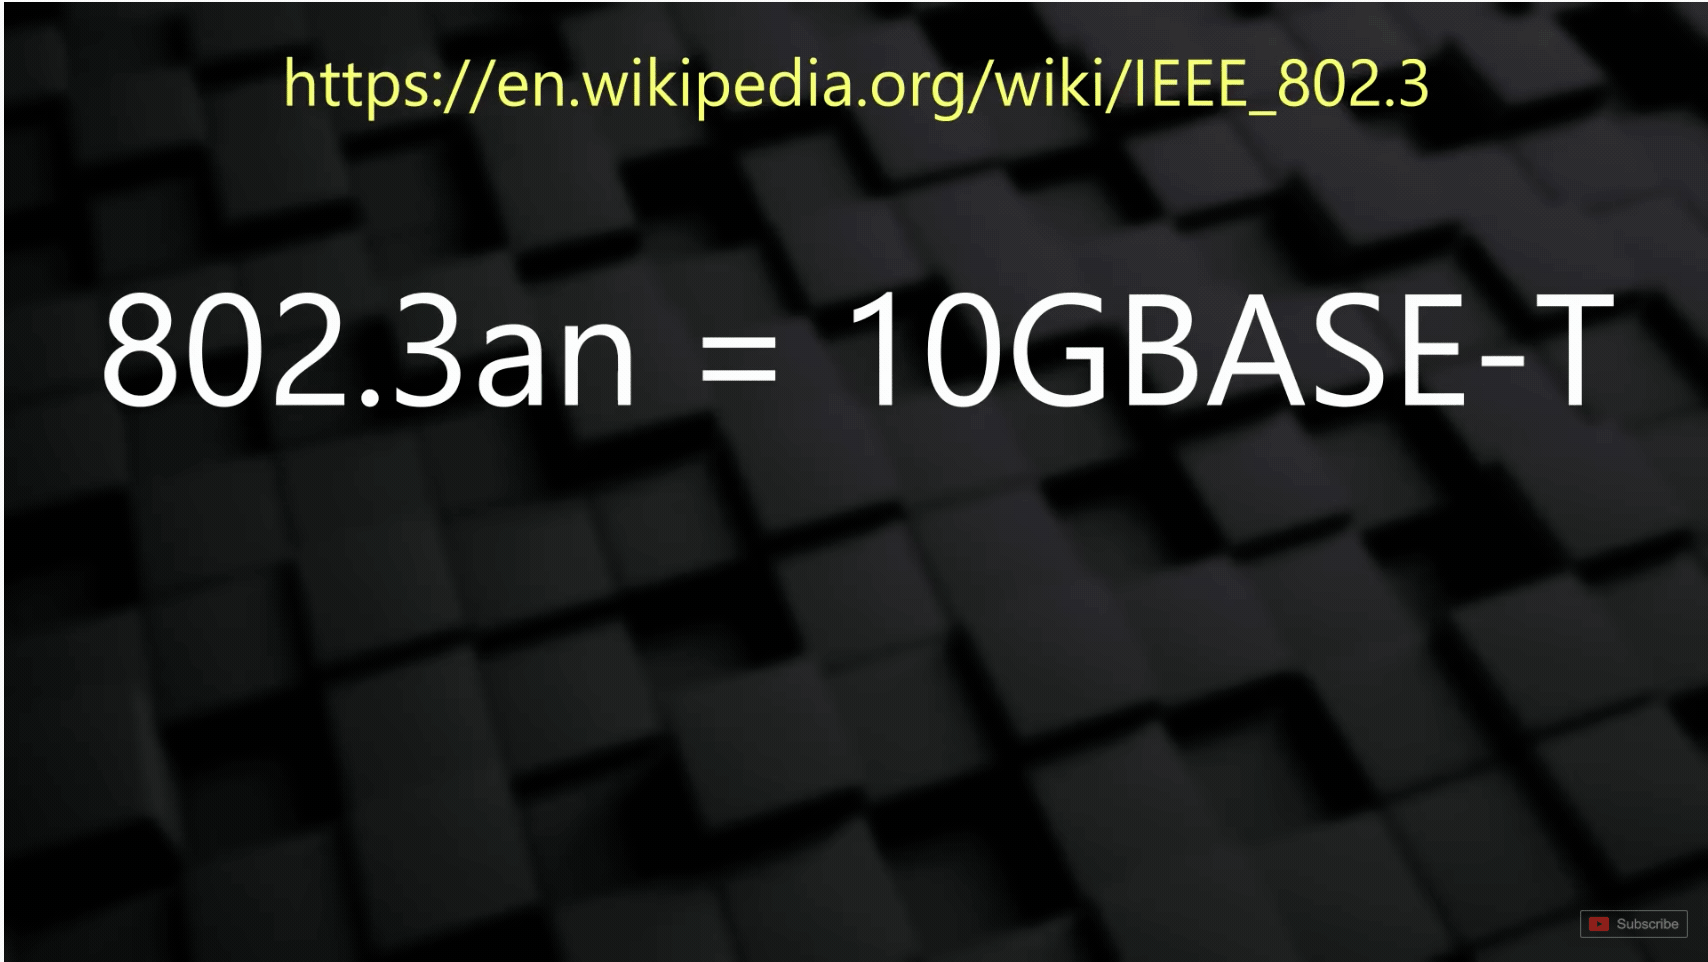 https://en.wikipedia.org/wiki/IEEE_802.3
802.3an = 10GBASE-T
Subscribe